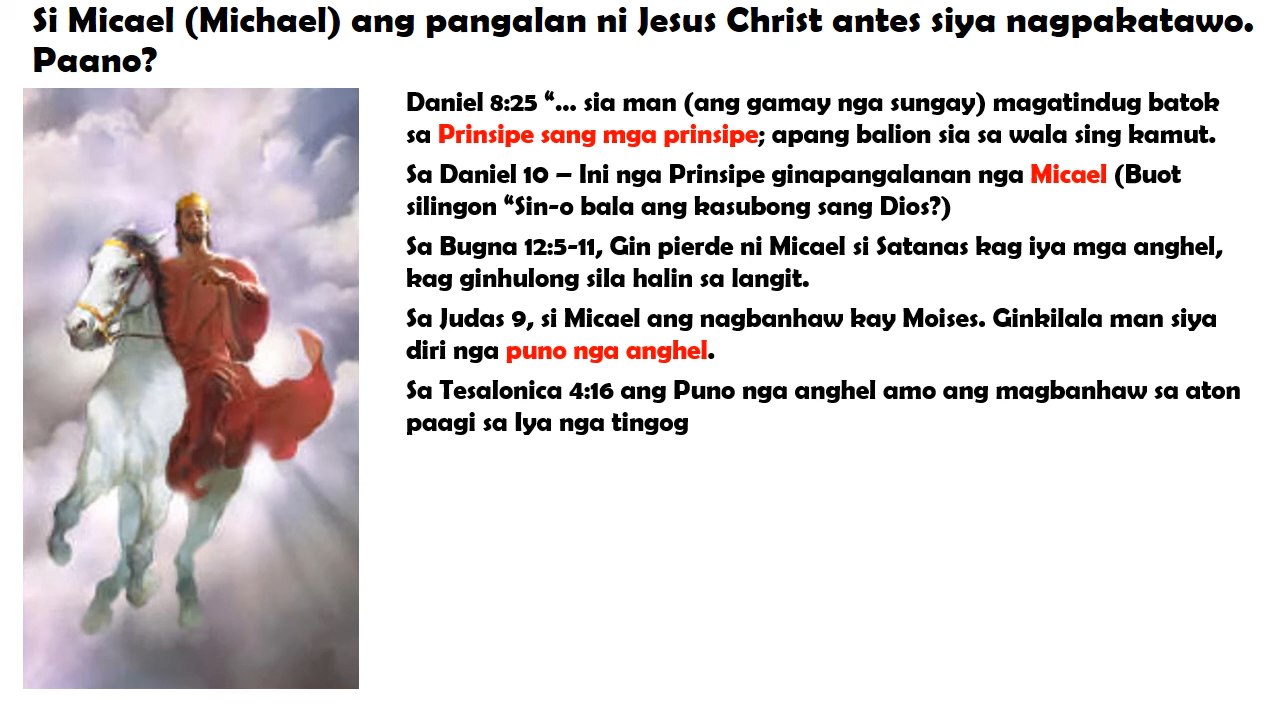 Si Micael (Michael) ang pangalan ni Jesus Christ antes siya nagpakatawo.
Paano?
Daniel 8:25 “... sia man (ang gamay nga sungay) magatindug batok
sa Prinsipe sang mga prinsipe; apang balion sia sa wala sing kamut.
Sa Daniel 10 – Ini nga Prinsipe ginapangalanan nga Micael (Buot
silingon “Sin-o bala ang kasubong sang Dios?)
Sa Bugna 12:5-11, Gin pierde ni Micael si Satanas kag iya mga anghel,
kag ginhulong sila halin sa langit.
Sa Judas 9, si Micael ang nagbanhaw kay Moises. Ginkilala man siya
diri nga puno nga anghel.
Sa Tesalonica 4:16 ang Puno nga anghel amo ang magbanhaw sa aton
paagi sa Iya nga tingog